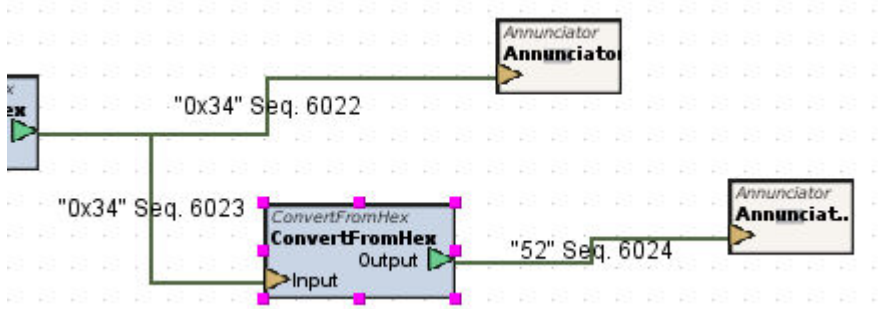 Annunciator
Annunciator
x
ex
"0x34" Seq. 6022
"0x34" Seq. 6023
ConvertFromHex
ConvertFromHex
Output
Input
"52" Seq. 6024
Annunciator
Annunciat..